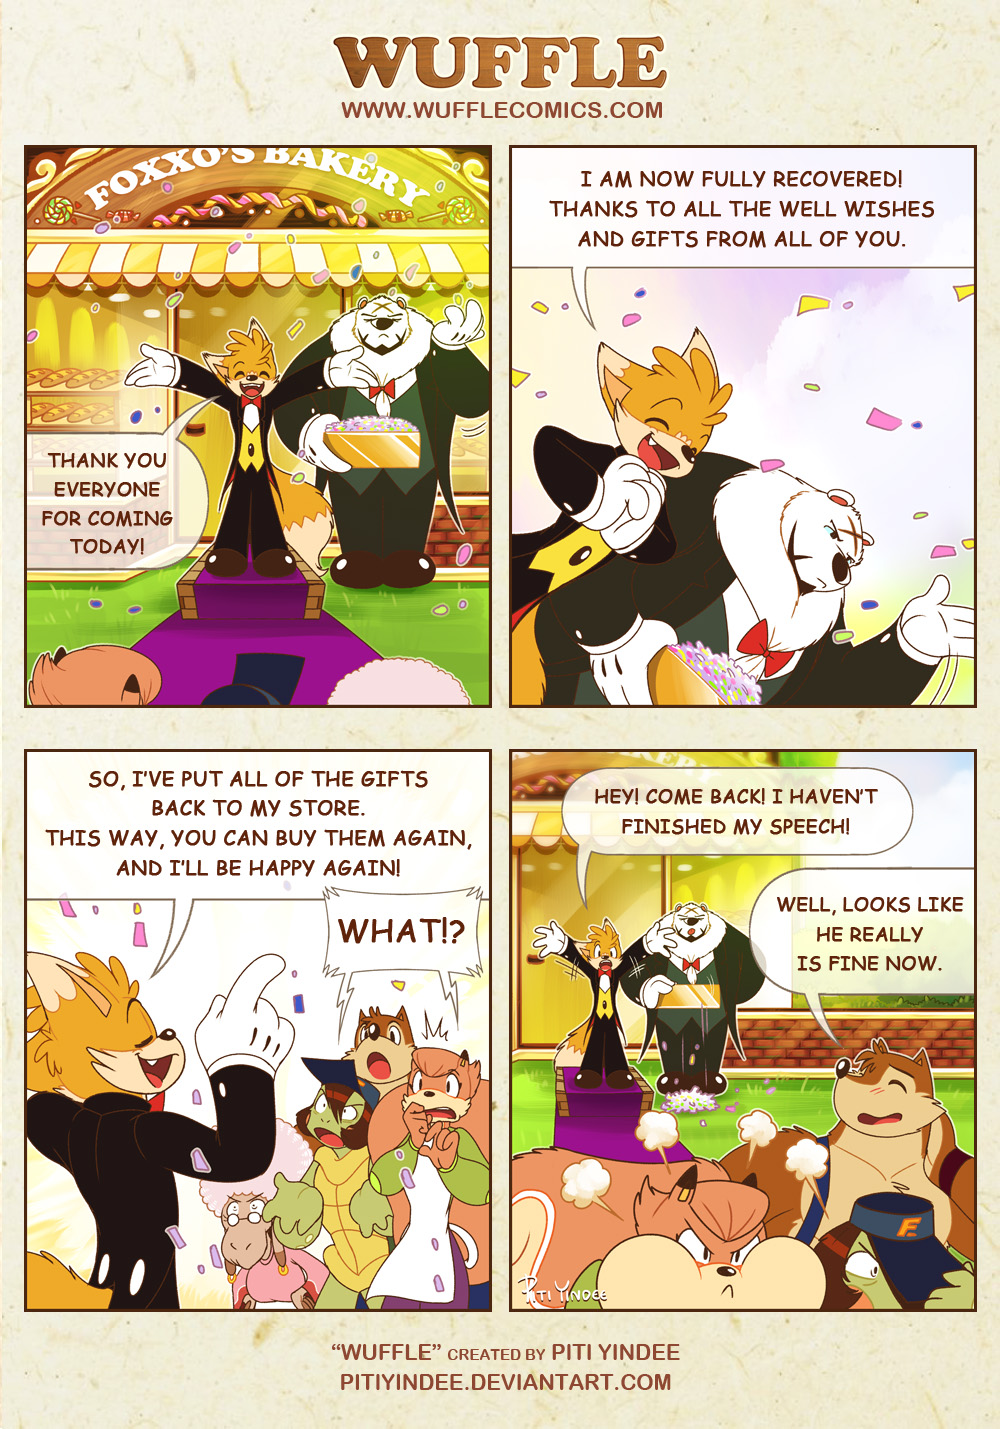 WUFFLE
WWW.WUFFLECOMICS.COM
FOXXO'S BAKERY
THANK YOU
EVERYONE
FOR COMING
TODAY!
I AM NOW FULLY RECOVERED!
THANKS TO ALL THE WELL WISHES
AND GIFTS FROM ALL OF YOU.
SO, I'VE PUT ALL OF THE GIFTS
BACK TO MY STORE.
THIS WAY, YOU CAN BUY THEM AGAIN,
AND I'LL BE HAPPY AGAIN!
WHAT!?
HEY! COME BACK! I HAVEN'T
FINISHED MY SPEECH!
WELL, LOOKS LIKE
HE REALLY
IS FINE NOW.
F
PITI YINDEE
“WUFFLE” CREATED BY PITI YINDEE
PITIYINDEE.DEVIANTART.COM